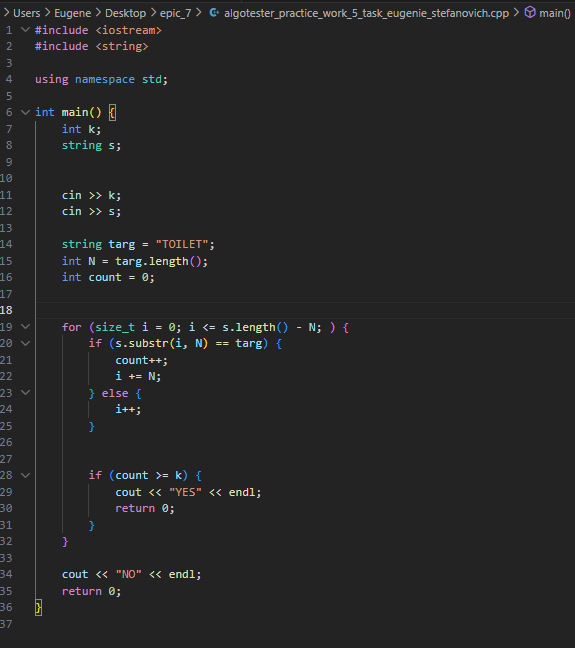 Users > Eugene > Desktop > epic_7 > algotester_practice_work_5_task_eugenie_stefanovich.cpp > main()
1 #include <iostream>
2 #include <string>
3
4 using namespace std;
5
6 int main() {
7 int k;
8 string s;
9
10
11 cin >> k;
12 cin >> s;
13
14 string targ = "TOILET";
15 int N = targ.length();
16 int count = 0;
17
18
19 for (size_t i = 0; i <= s.length() - N; ) {
20 if (s.substr(i, N) == targ) {
21 count++;
22 i += N;
23 } else {
24 i++;
25 }
26
27
28 if (count >= k) {
29 cout << "YES" << endl;
30 return 0;
31 }
32 }
33
34 cout << "NO" << endl;
35 return 0;
36 }
37